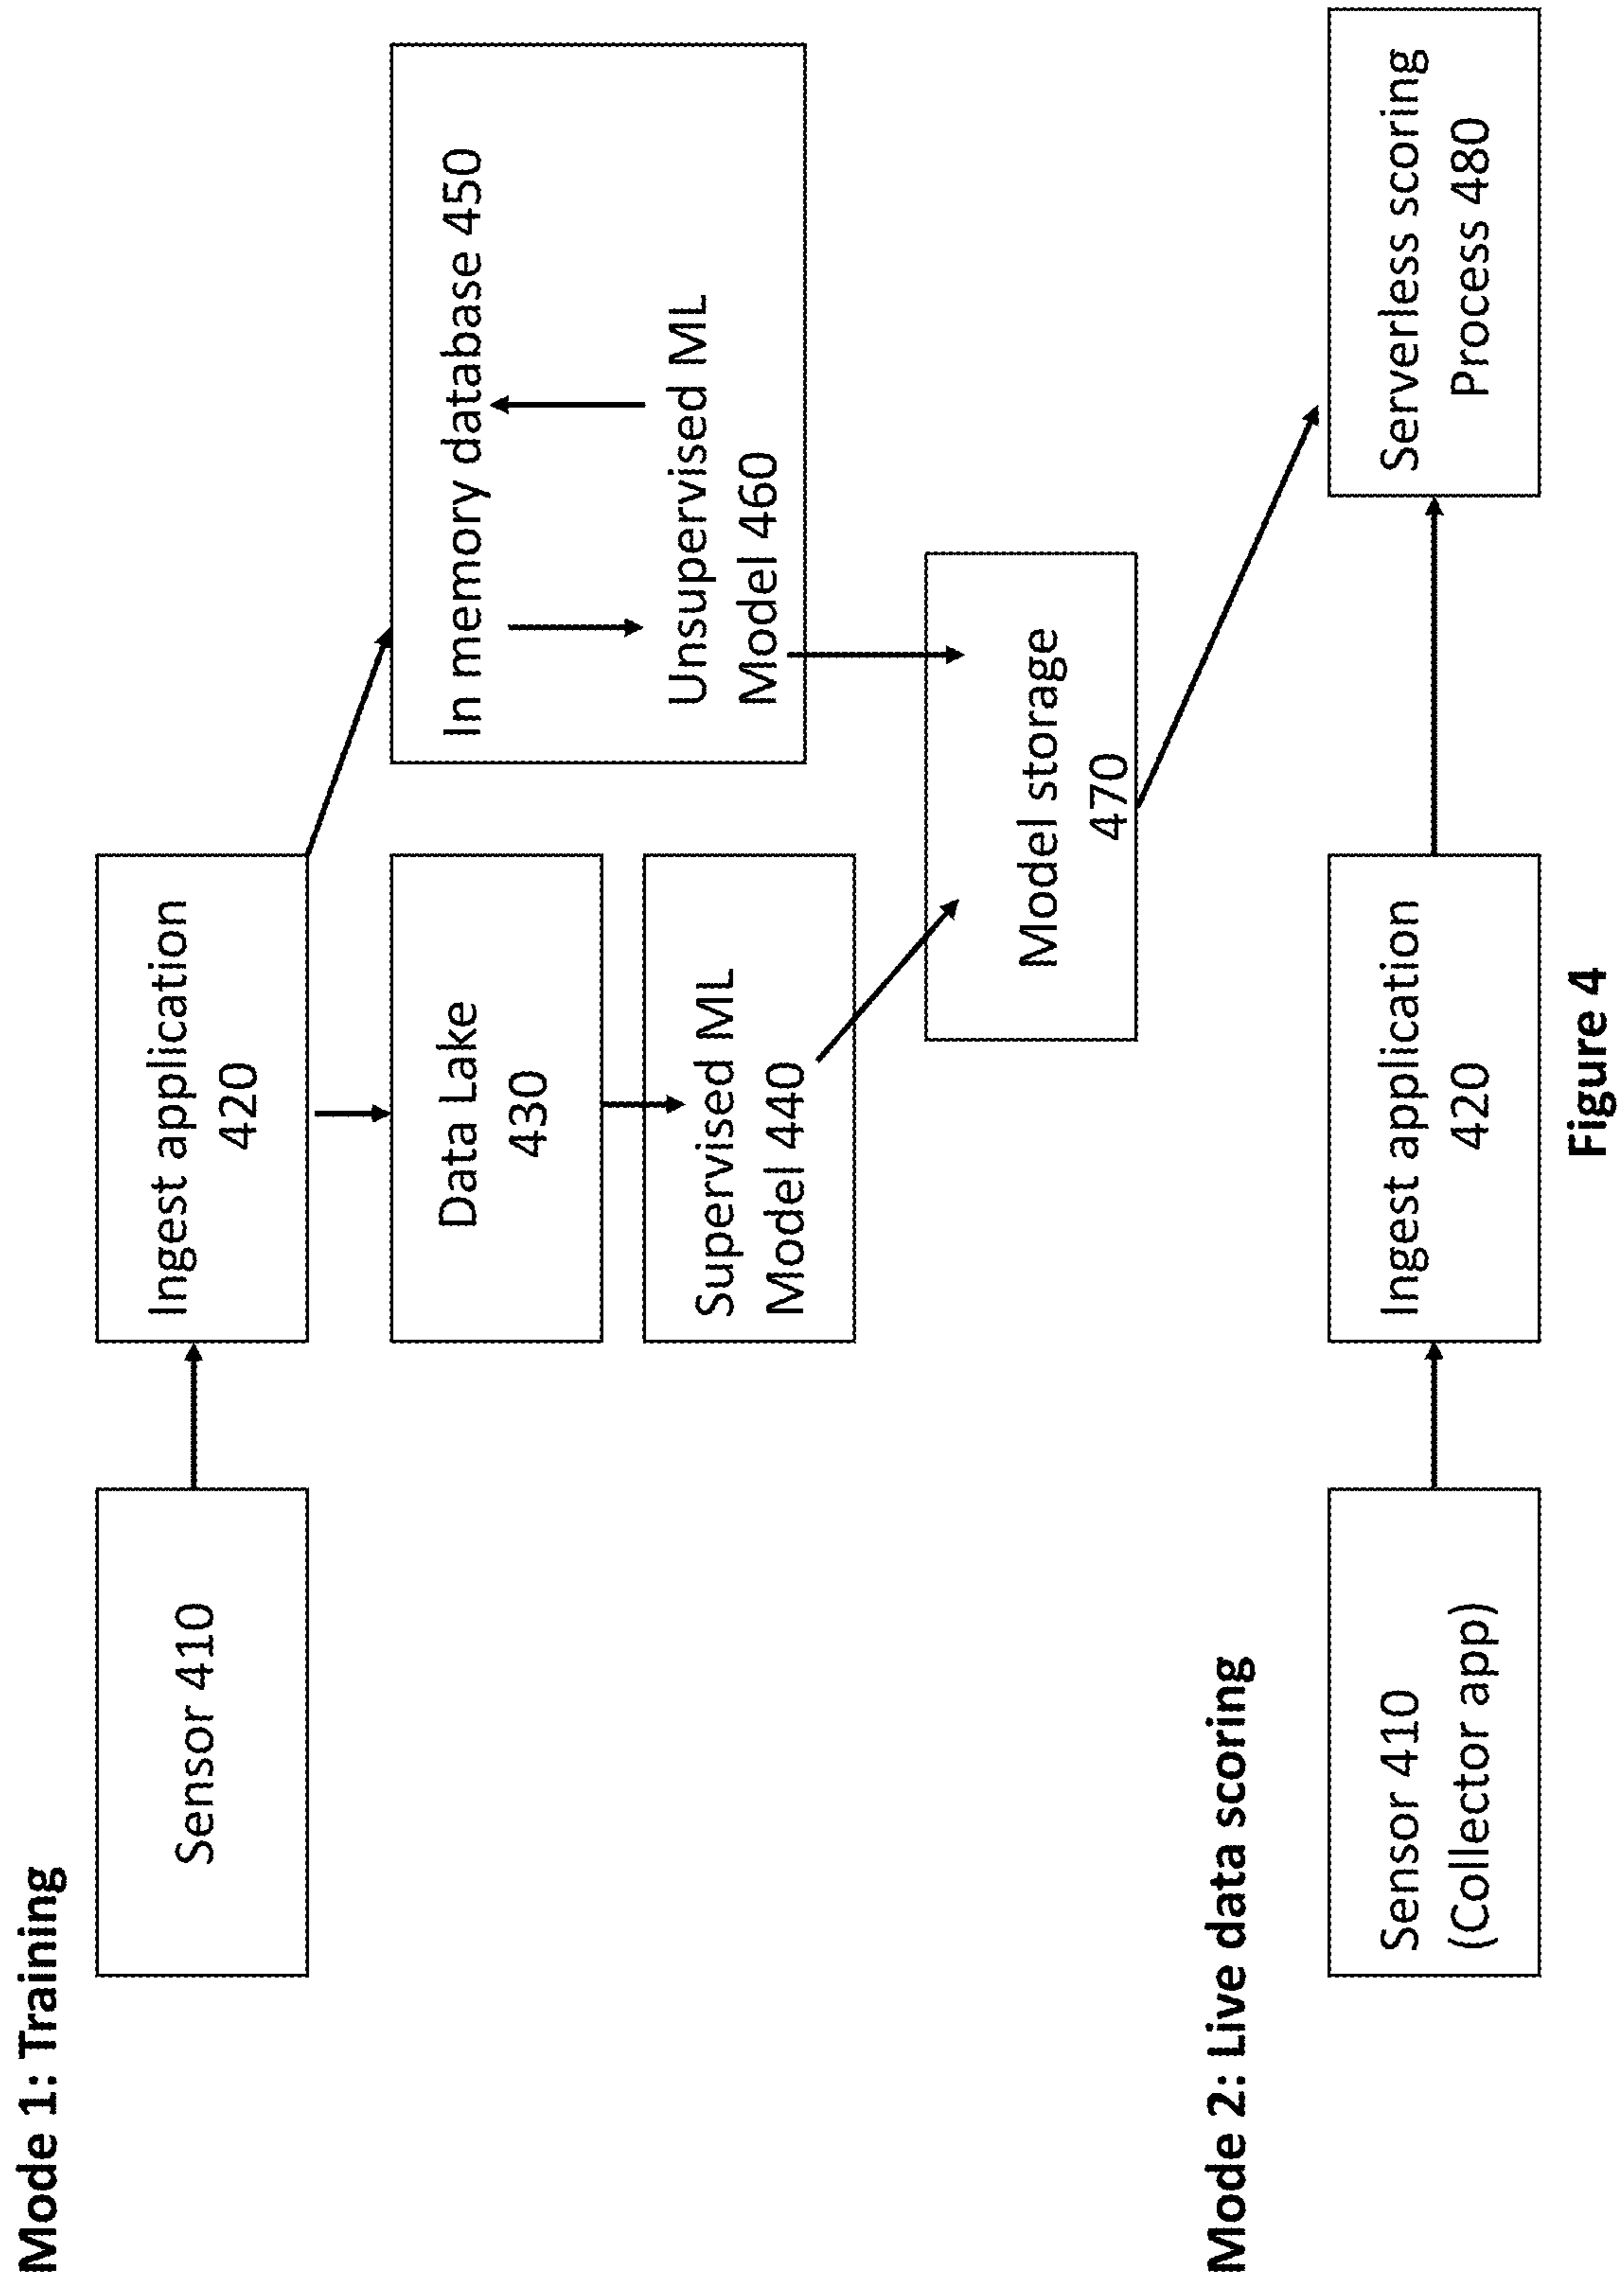 Mode 1: Training
Sensor 410
Ingest application
420
Data Lake
430
Supervised ML
Model 440
In memory database 450
Unsupervised ML
Model 460
Model storage
470
Mode 2: Live data scoring
Sensor 410
(Collector app)
Ingest application
420
Serverless scoring
Process 480
Figure 4